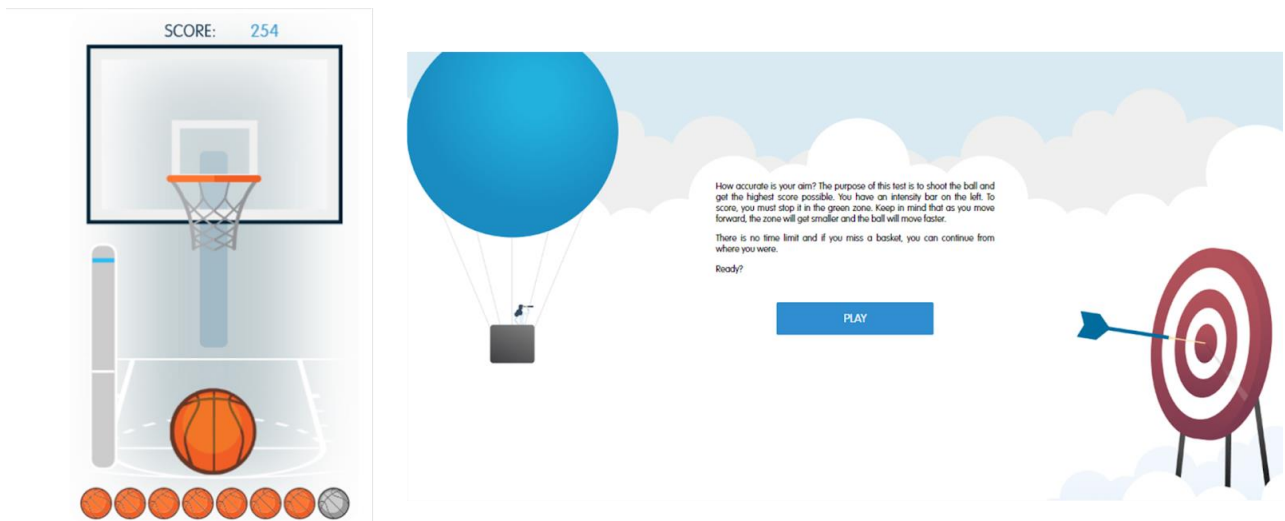 SCORE: 254
How accurate is your aim? The purpose of this test is to shoot the ball and
get the highest score possible. You have an intensity bar on the left. To
score, you must stop it in the green zone. Keep in mind that as you move
forward, the zone will get smaller and the ball will move faster.
There is no time limit and if you miss a basket, you can continue from
where you were.
Ready?
PLAY